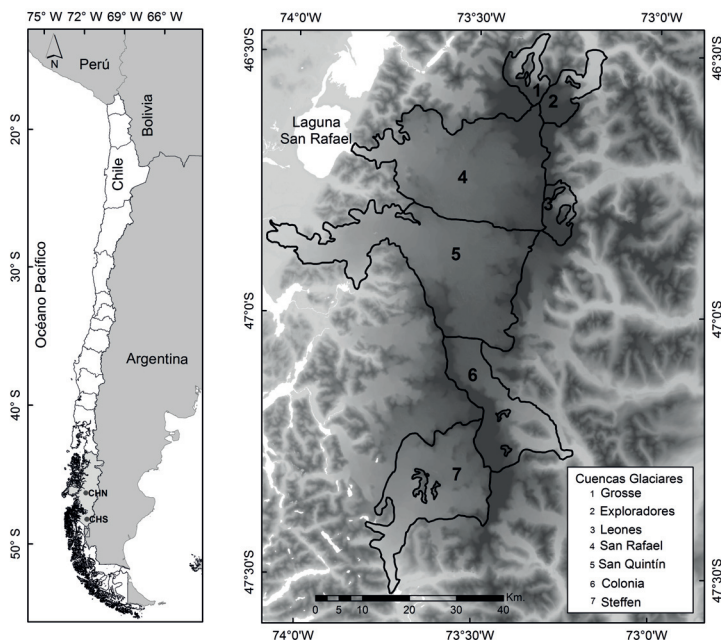 75° W 72° W 69° W 66° W
N
Perú
Bolivia
20° S
Chile
Océano Pacífico
30° S
Argentina
40° S
CHN
CHS
50° S
74°0' W 73°30'W 73°0'W
46°30'S 46°30'S
1
2
Laguna
San Rafael
4
3
5
47°0'S 47°0'S
6
7
47°30'S 47°30'S
Cuencas Glaciares
1 Grosse
2 Exploradores
3 Leones
4 San Rafael
5 San Quintín
6 Colonia
7 Steffen
0 5 10 20 30 40 Km.
74°0'W 73°30'W 73°0'W